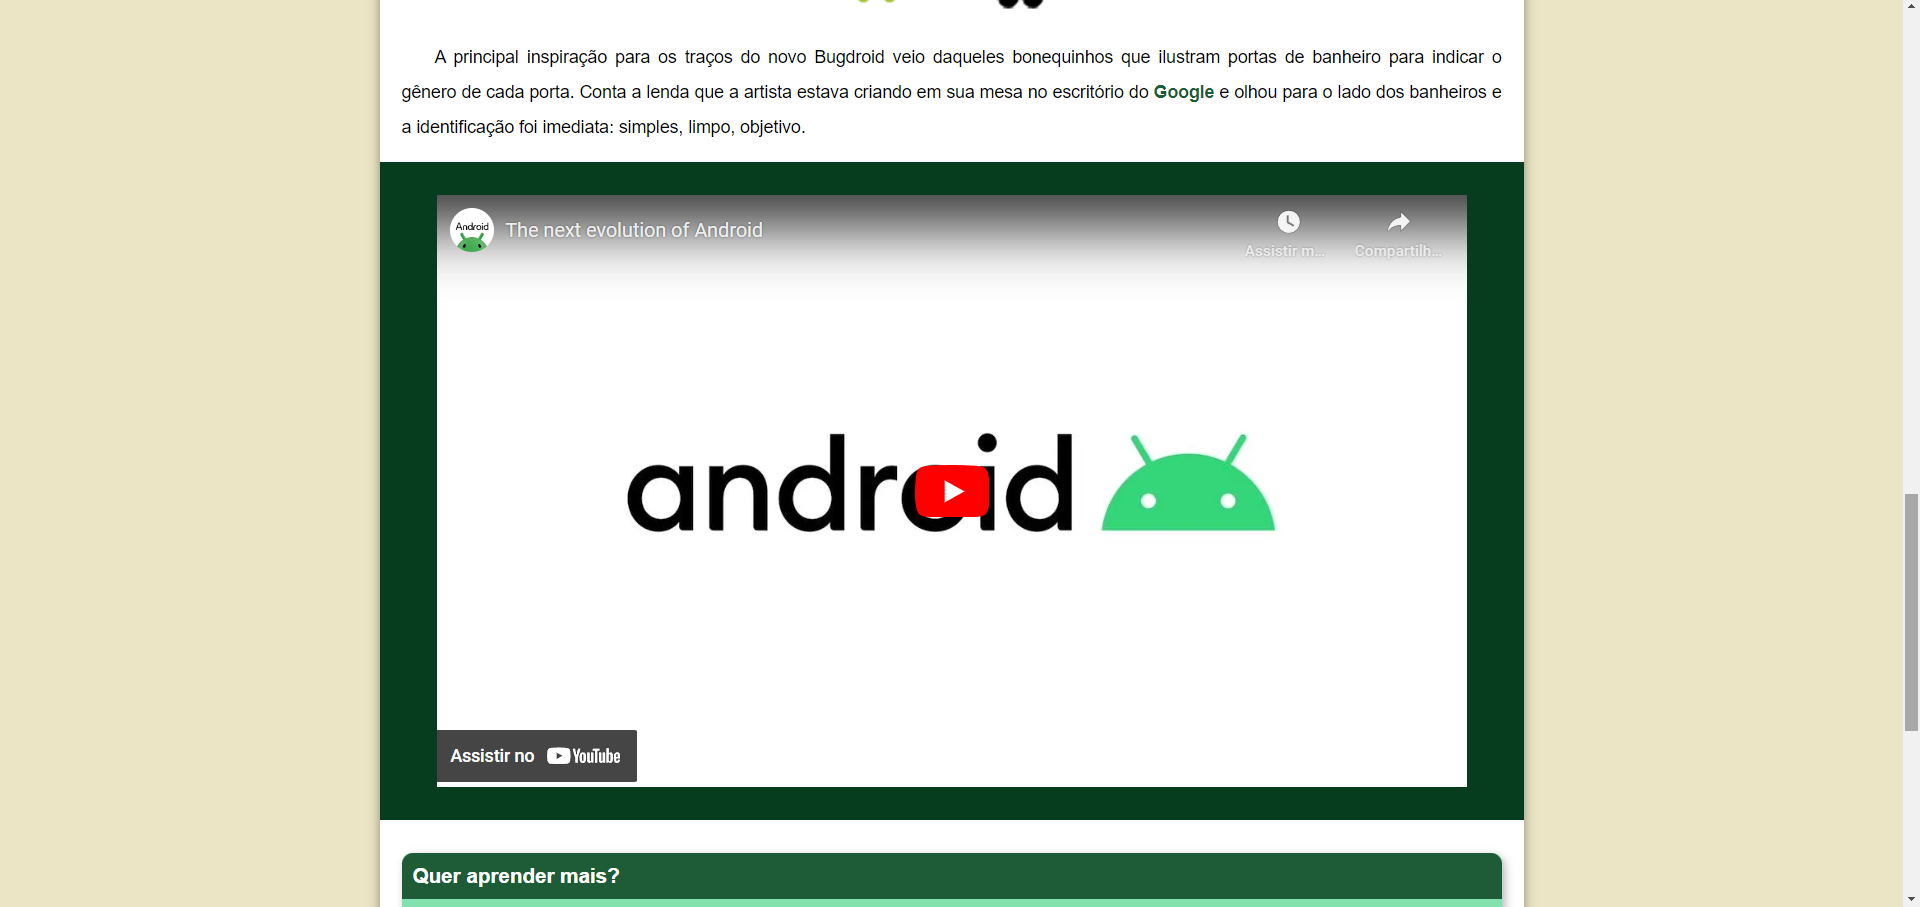 A principal inspiração para os traços do novo Bugdroid veio daqueles bonequinhos que ilustram portas de banheiro para indicar o
gênero de cada porta. Conta a lenda que a artista estava criando em sua mesa no escritório do Google e olhou para o lado dos banheiros e
a identificação foi imediata: simples, limpo, objetivo.
Android
The next evolution of Android
Assistir m...
Compartilh...
android
Assistir no YouTube
Quer aprender mais?